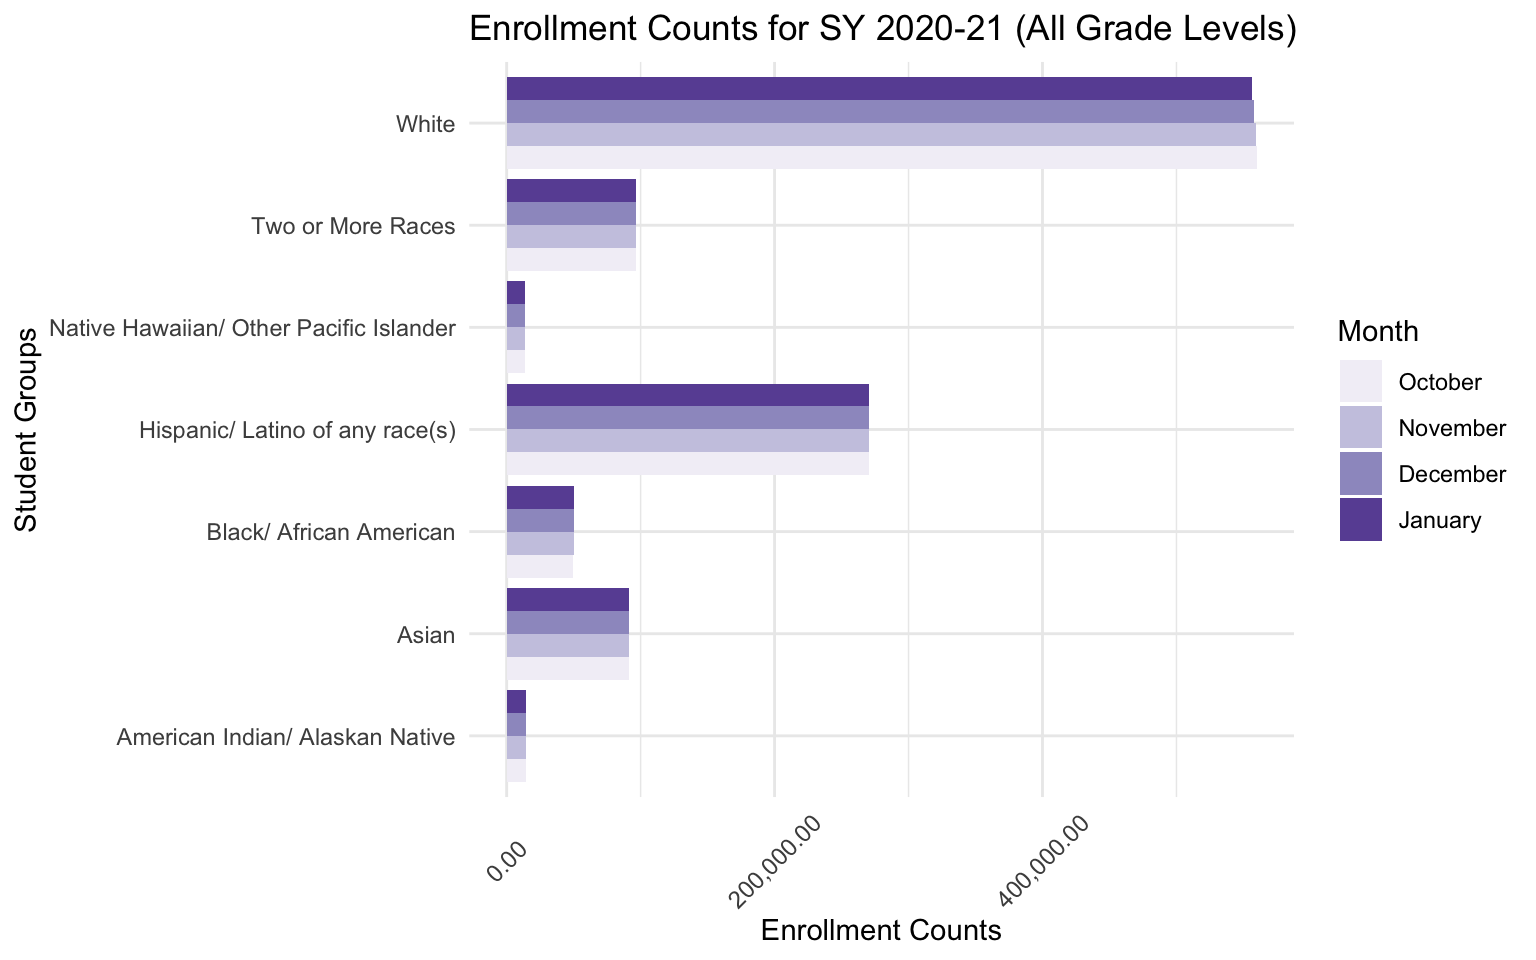 Enrollment Counts for SY 2020-21 (All Grade Levels)
Student Groups
White
Two or More Races
Native Hawaiian/ Other Pacific Islander
Hispanic/ Latino of any race(s)
Black/ African American
Asian
American Indian/ Alaskan Native
0.00
200,000.00
400,000.00
Enrollment Counts
Month
October
November
December
January